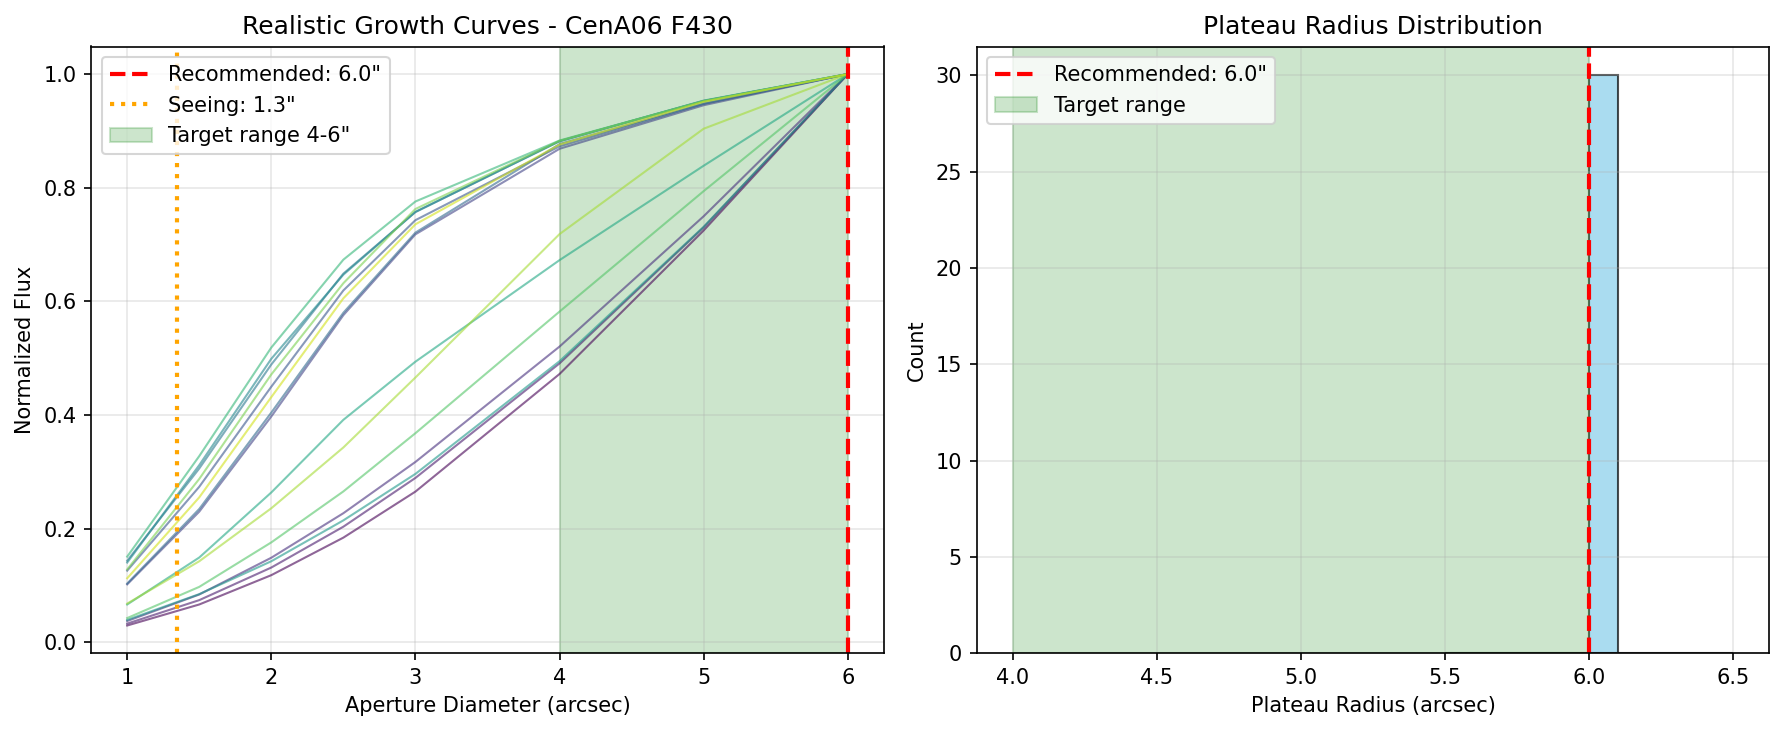 Realistic Growth Curves - CenA06 F430
Recommended: 6.0"
Seeing: 1.3"
Target range 4-6"
1.0
0.8
0.6
0.4
0.2
0.0
Normalized Flux
1
2
3
4
5
6
Aperture Diameter (arcsec)
Plateau Radius Distribution
Recommended: 6.0"
Target range
30
25
20
15
10
5
0
Count
4.0
4.5
5.0
5.5
6.0
6.5
Plateau Radius (arcsec)